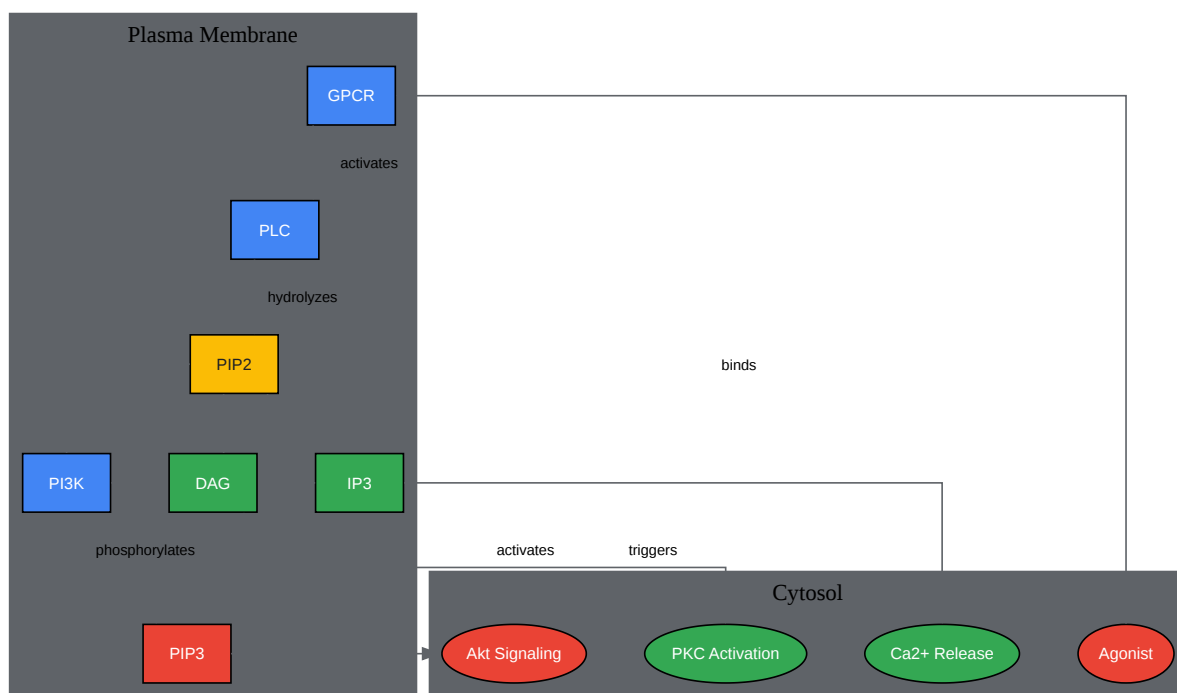 Plasma Membrane
GPCR
activates
PLC
hydrolyzes
PIP2
binds
PI3K
DAG
IP3
phosphorylates
activates
triggers
Cytosol
PIP3
Akt Signaling
PKC Activation
Ca2+ Release
Agonist